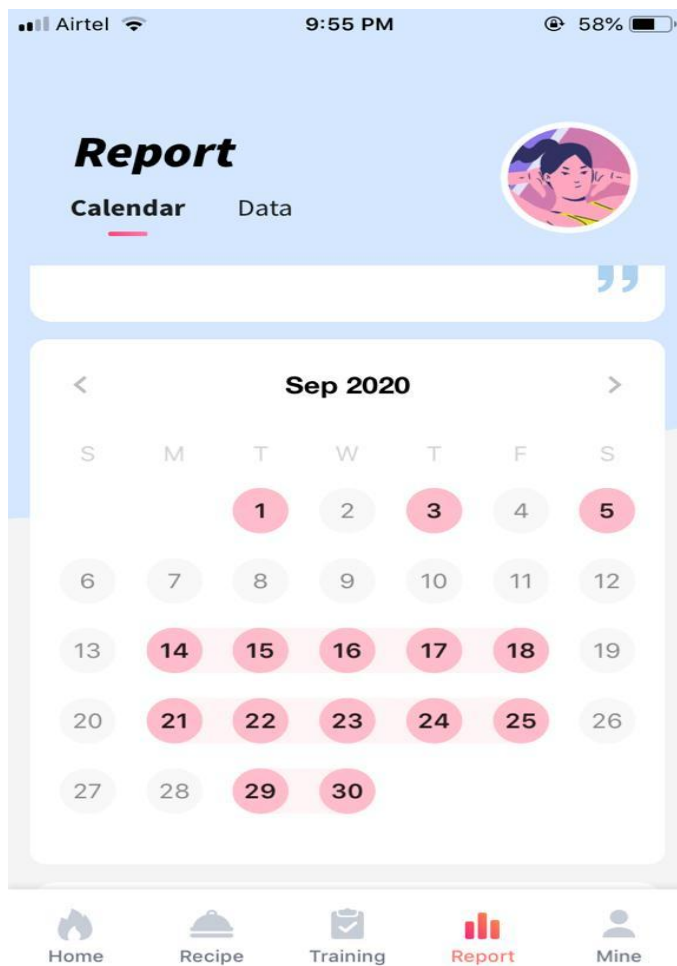 Airtel 9:55 PM 58%
Report
Calendar Data
”
< Sep 2020 >
S M T W T F S
1 2 3 4 5
6 7 8 9 10 11 12
13 14 15 16 17 18 19
20 21 22 23 24 25 26
27 28 29 30
Home Recipe Training Report Mine